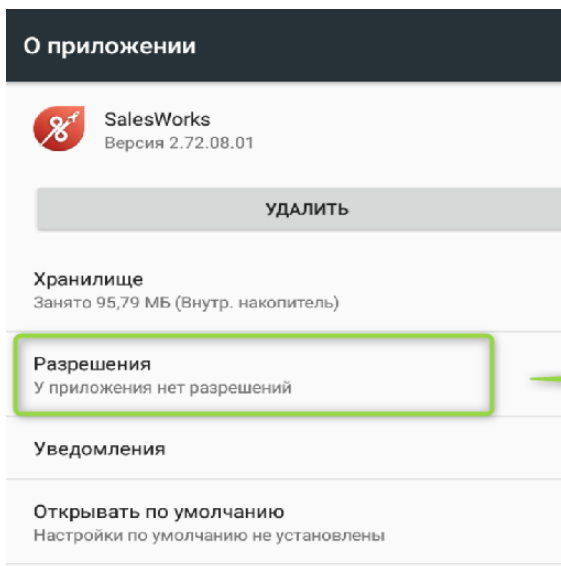 О приложении
SalesWorks
Версия 2.72.08.01
УДАЛИТЬ
Хранилище
Занято 95,79 МБ (Внутр. накопитель)
Разрешения
У приложения нет разрешений
Уведомления
Открывать по умолчанию
Настройки по умолчанию не установлены